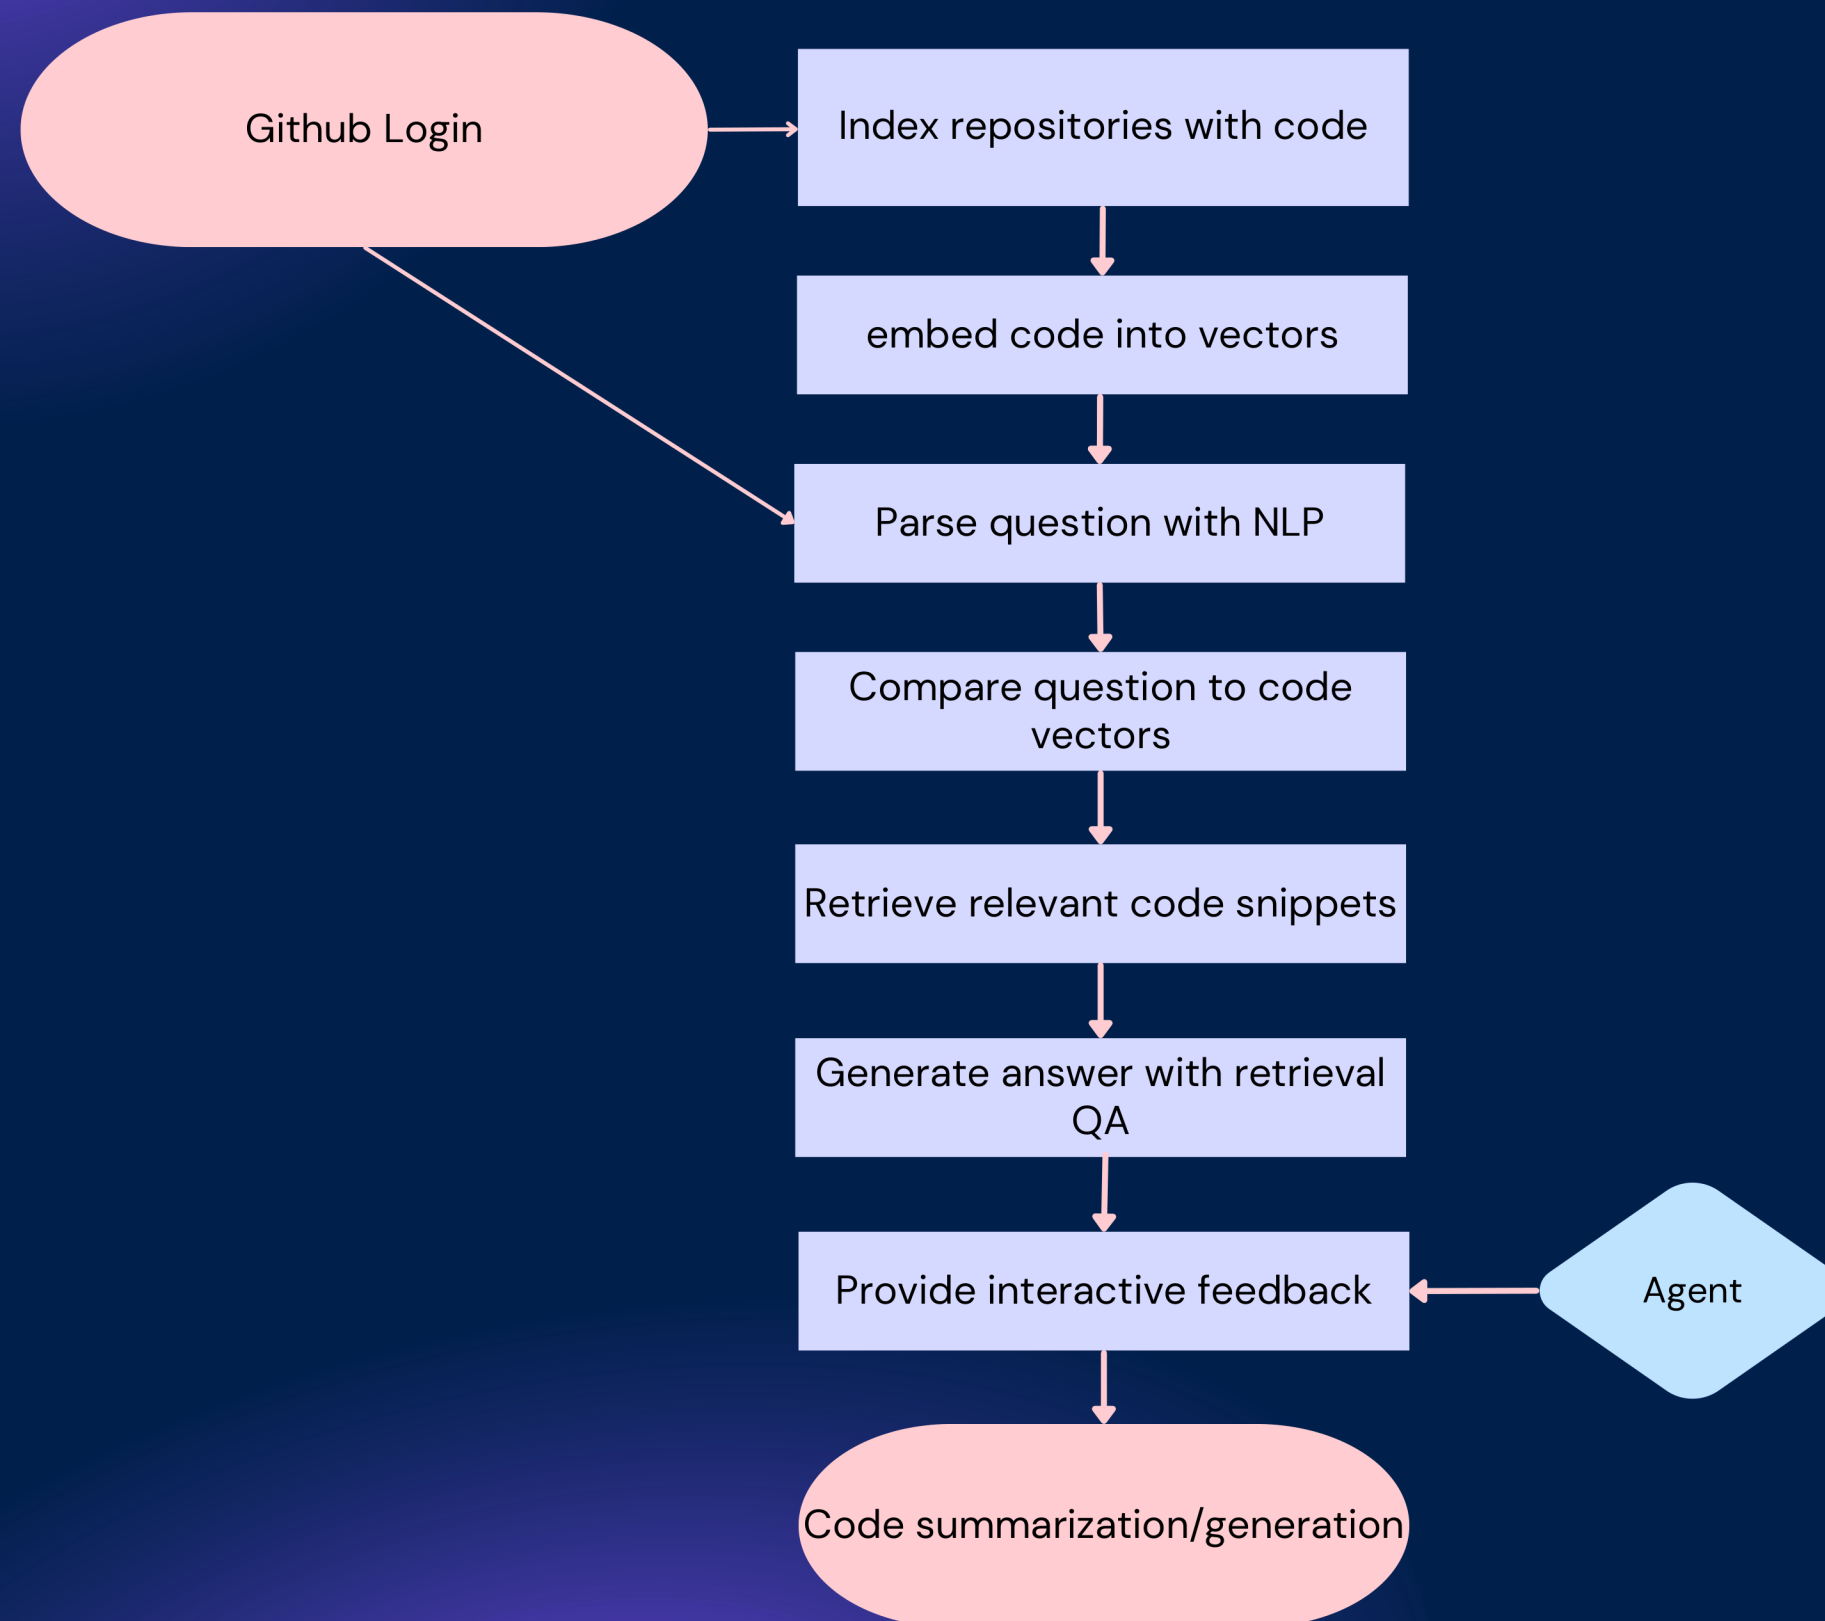 Github Login
Index repositories with code
embed code into vectors
Parse question with NLP
Compare question to code
vectors
Retrieve relevant code snippets
Generate answer with retrieval
QA
Provide interactive feedback
Agent
Code summarization/generation